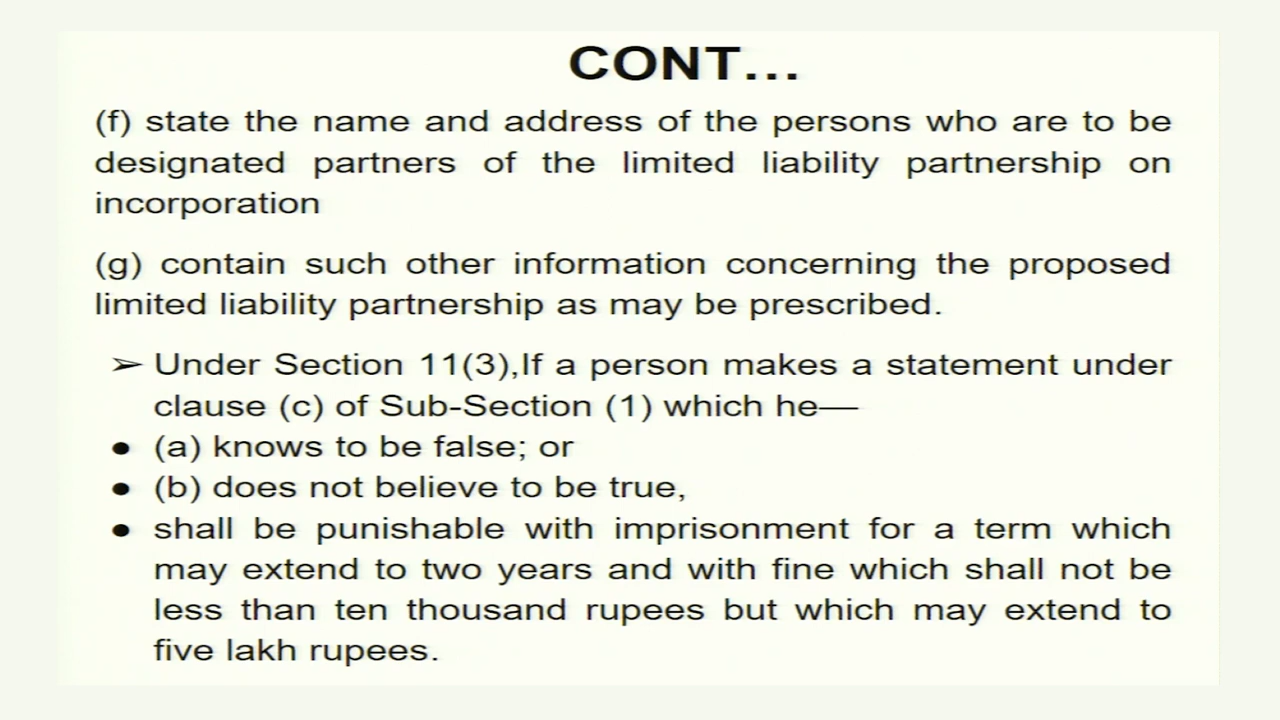 CONT...
(f) state the name and address of the persons who are to be
designated partners of the limited liability partnership on
incorporation
(g) contain such other information concerning the proposed
limited liability partnership as may be prescribed.
➢ Under Section 11(3),If a person makes a statement under
clause (c) of Sub-Section (1) which he—
● (a) knows to be false; or
● (b) does not believe to be true,
● shall be punishable with imprisonment for a term which
may extend to two years and with fine which shall not be
less than ten thousand rupees but which may extend to
five lakh rupees.